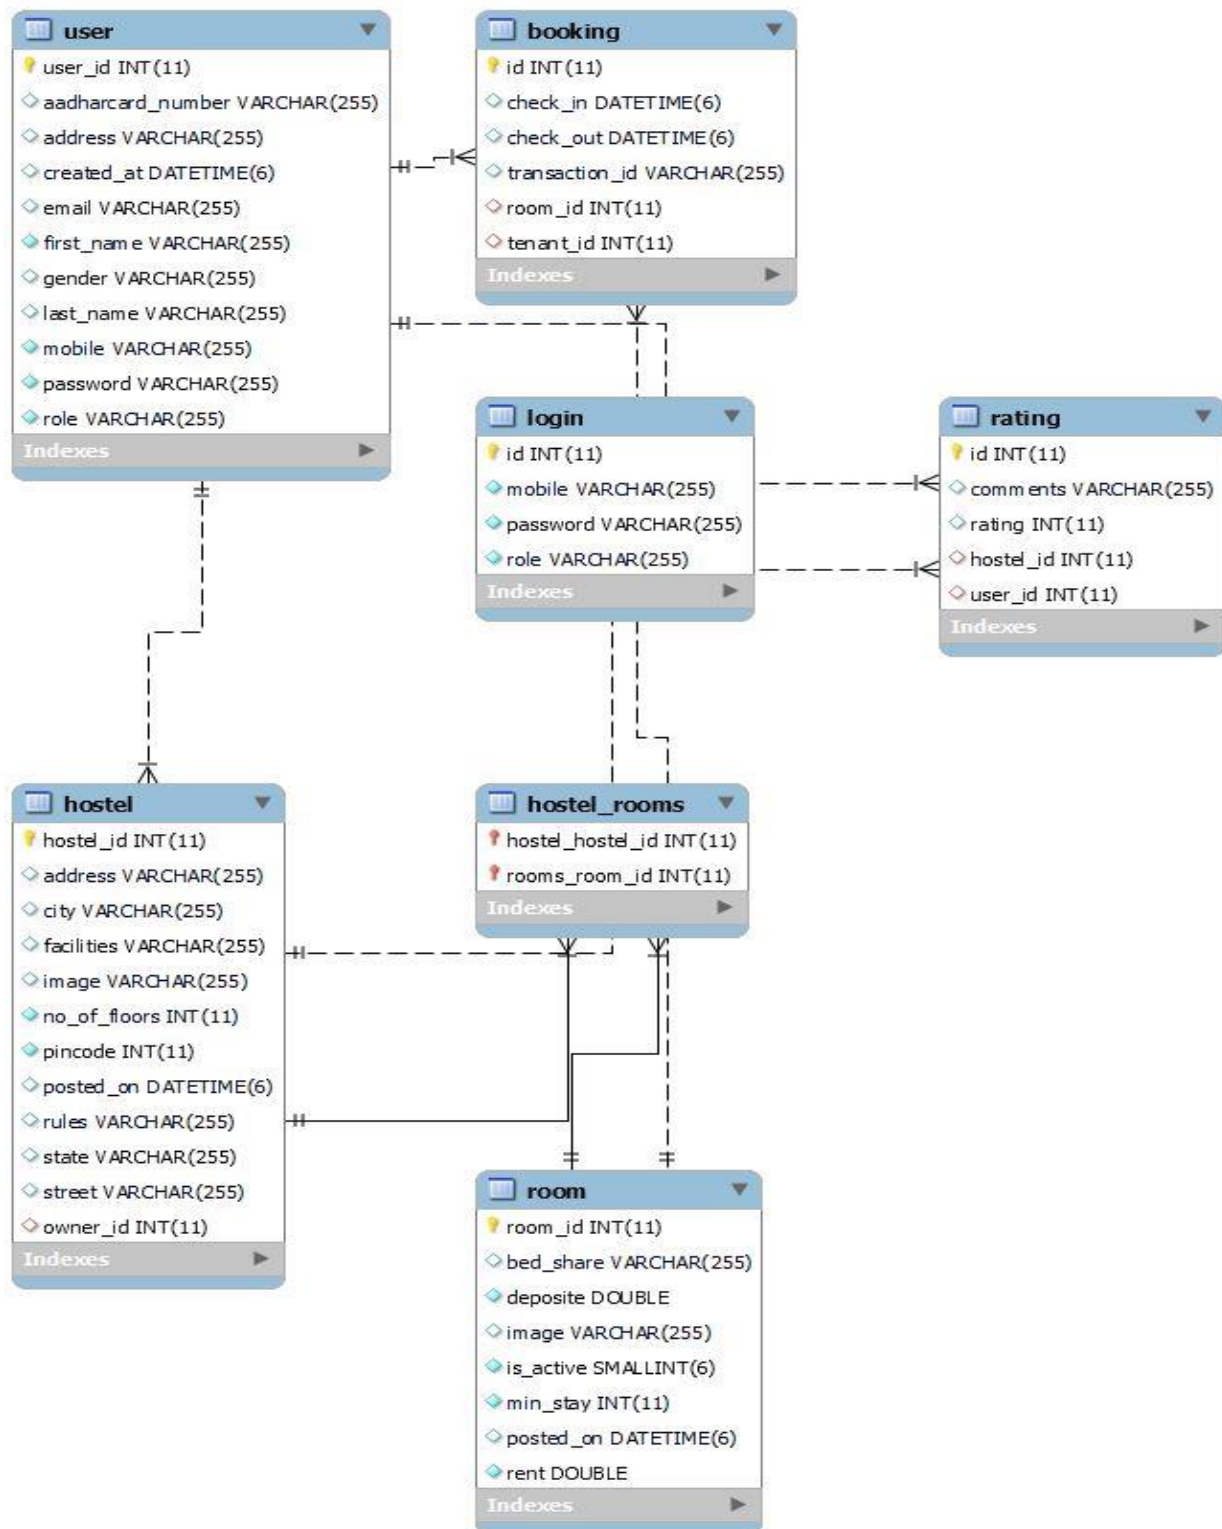 user
user_id INT(11)
aadharcard_number VARCHAR(255)
address VARCHAR(255)
created_at DATETIME(6)
email VARCHAR(255)
first_name VARCHAR(255)
gender VARCHAR(255)
last_name VARCHAR(255)
mobile VARCHAR(255)
password VARCHAR(255)
role VARCHAR(255)
Indexes
booking
id INT(11)
check_in DATETIME(6)
check_out DATETIME(6)
transaction_id VARCHAR(255)
room_id INT(11)
tenant_id INT(11)
Indexes
login
id INT(11)
mobile VARCHAR(255)
password VARCHAR(255)
role VARCHAR(255)
Indexes
rating
id INT(11)
comments VARCHAR(255)
rating INT(11)
hostel_id INT(11)
user_id INT(11)
Indexes
hostel
hostel_id INT(11)
address VARCHAR(255)
city VARCHAR(255)
facilities VARCHAR(255)
image VARCHAR(255)
no_of_floors INT(11)
pincode INT(11)
posted_on DATETIME(6)
rules VARCHAR(255)
state VARCHAR(255)
street VARCHAR(255)
owner_id INT(11)
Indexes
hostel_rooms
hostel_hostel_id INT(11)
rooms_room_id INT(11)
Indexes
room
room_id INT(11)
bed_share VARCHAR(255)
deposite DOUBLE
image VARCHAR(255)
is_active SMALLINT(6)
min_stay INT(11)
posted_on DATETIME(6)
rent DOUBLE
Indexes